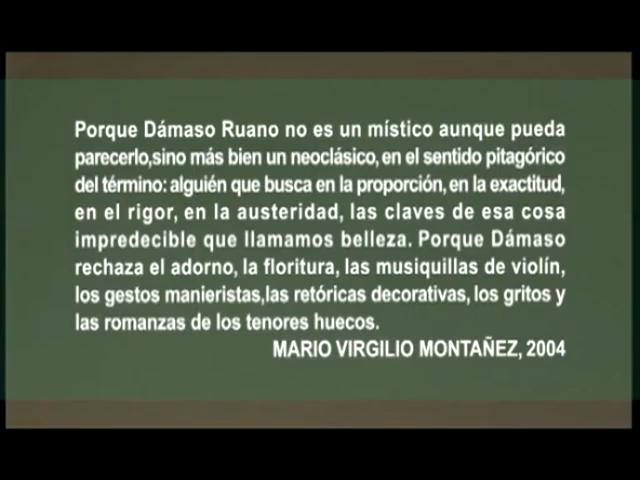 Porque Dámaso Ruano no es un místico aunque pueda
parecerlo,sino más bien un neoclásico, en el sentido pitagórico
del término: alguién que busca en la proporción, en la exactitud,
en el rigor, en la austeridad, las claves de esa cosa
impredecible que llamamos belleza. Porque Dámaso
rechaza el adorno, la floritura, las musiquillas de violín,
los gestos manieristas,las retóricas decorativas, los gritos y
las romanzas de los tenores huecos.
MARIO VIRGILIO MONTAÑEZ, 2004